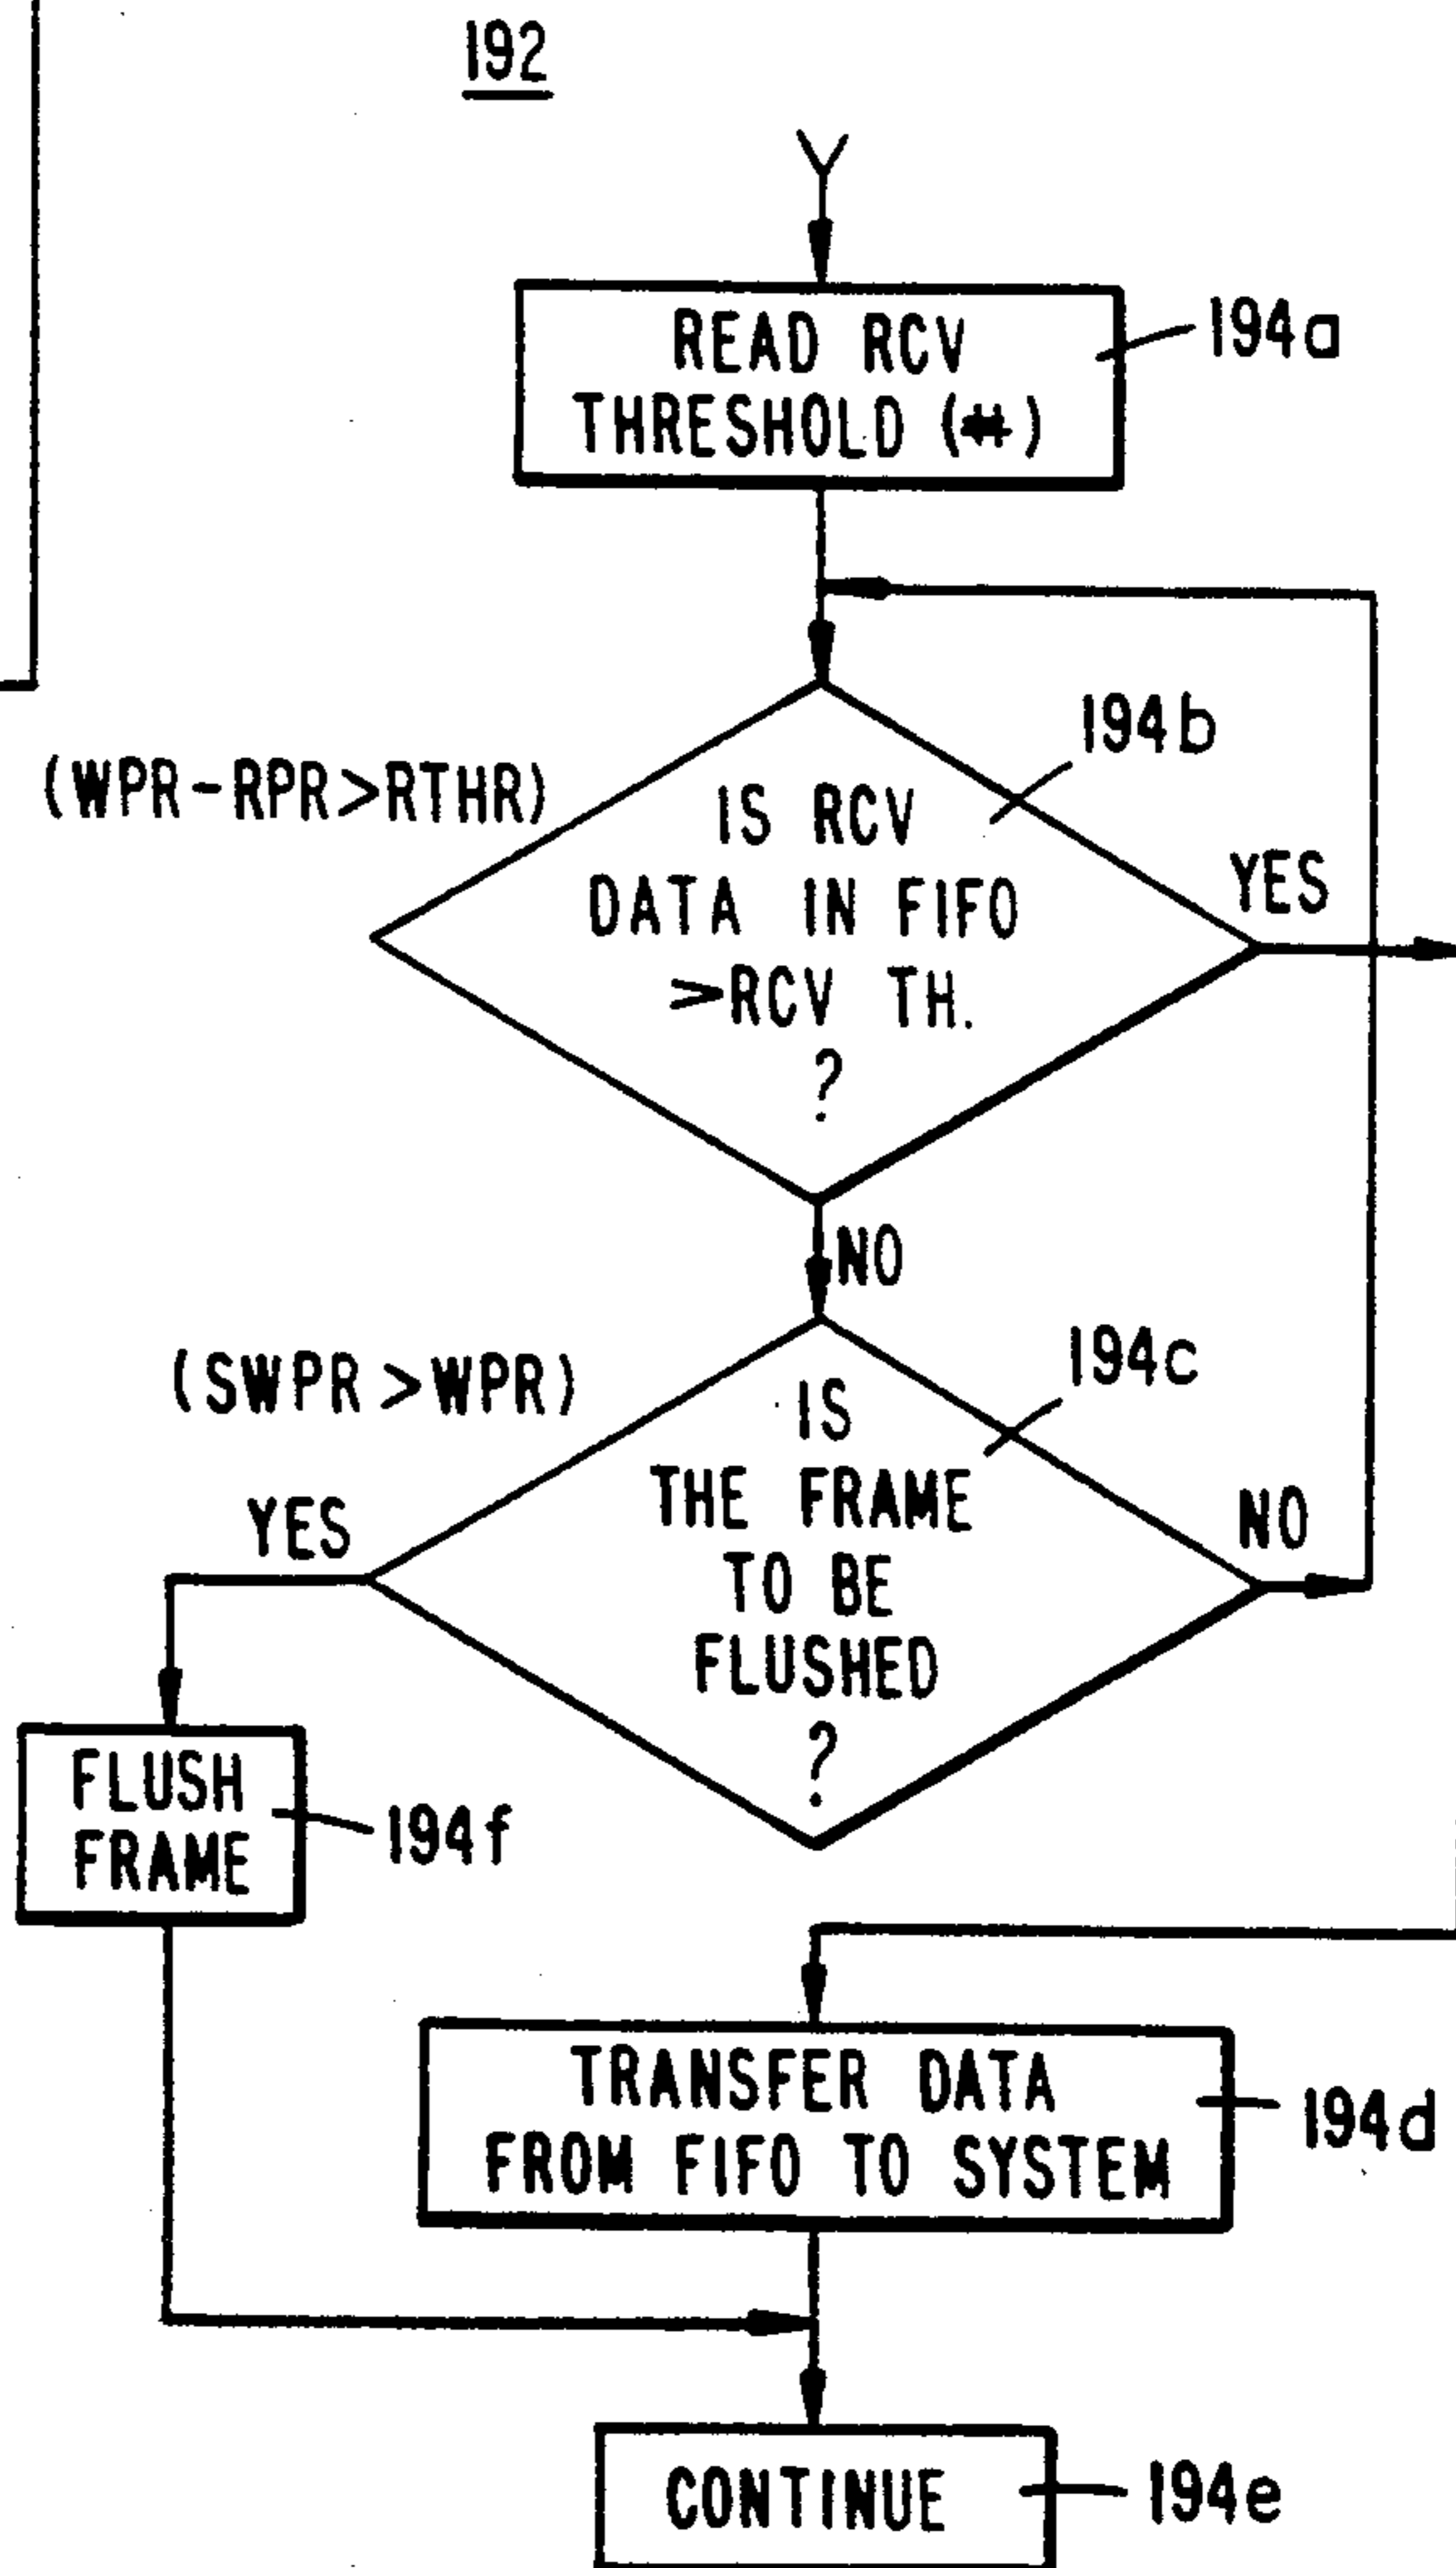 192
READ RCV
THRESHOLD (#)
194a
194b
(WPR-RPR>RTHR)
IS RCV
DATA IN FIFO
>RCV TH.
?
YES
NO
194c
(SWPR>WPR)
IS
THE FRAME
TO BE
FLUSHED
?
YES
NO
FLUSH
FRAME
194f
TRANSFER DATA
FROM FIFO TO SYSTEM
194d
CONTINUE
194e